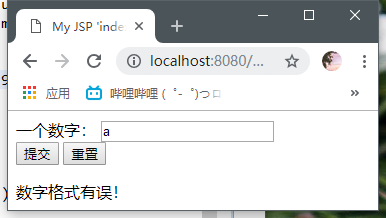 My JSP 'inde
localhost:8080/...
应用 哔哩哔哩 ( ゜- ゜)つロ
一个数字： a
提交 重置
数字格式有误！